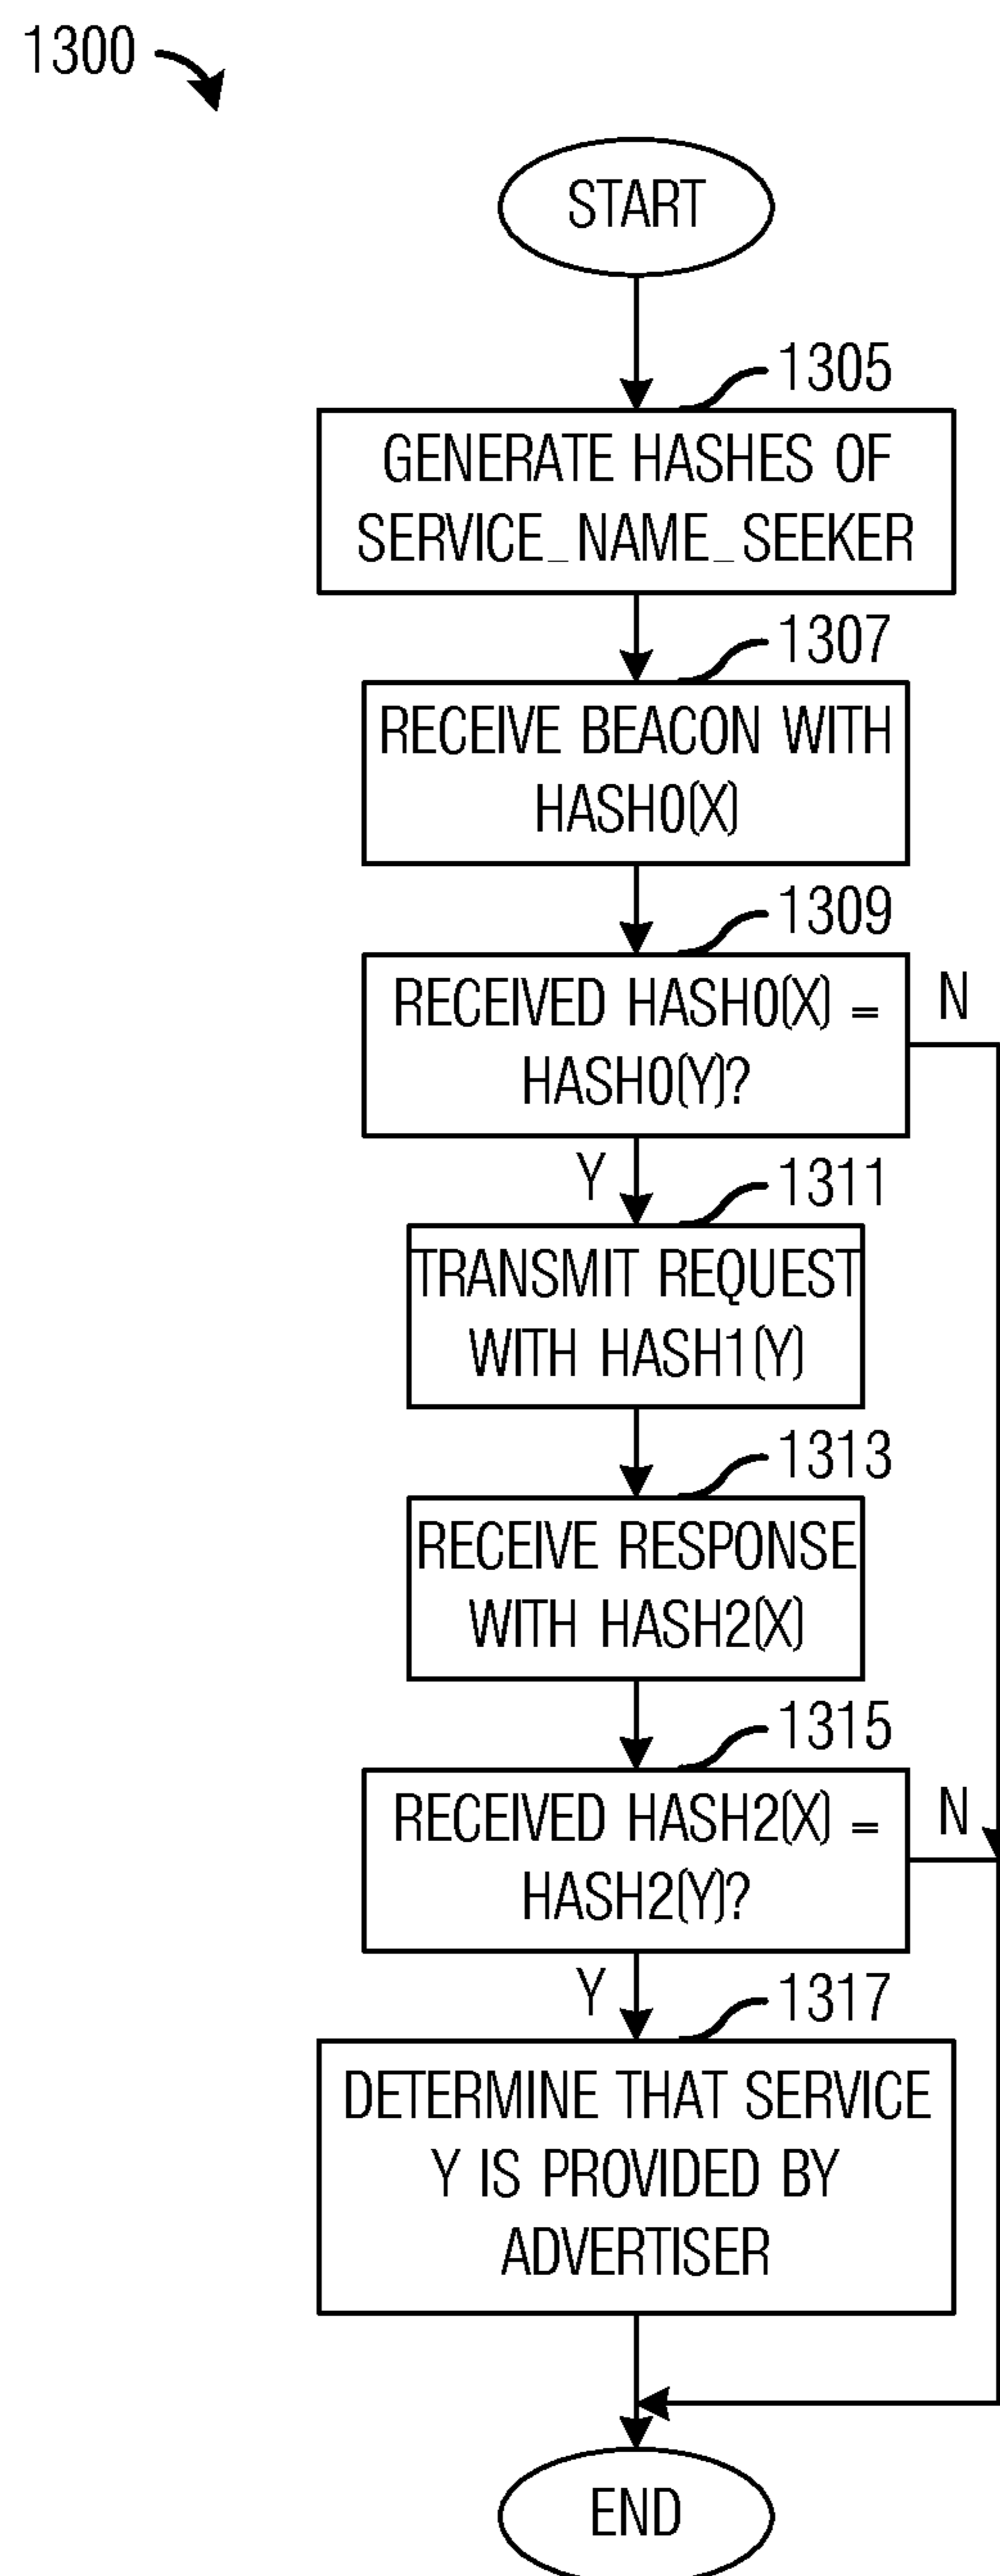 1300
START
1305
GENERATE HASHES OF
SERVICE_NAME_SEEKER
1307
RECEIVE BEACON WITH
HASH0(X)
1309
RECEIVED HASH0(X) =
HASH0(Y)?
N
Y
1311
TRANSMIT REQUEST
WITH HASH1(Y)
1313
RECEIVE RESPONSE
WITH HASH2(X)
1315
RECEIVED HASH2(X) =
HASH2(Y)?
N
Y
1317
DETERMINE THAT SERVICE
Y IS PROVIDED BY
ADVERTISER
END